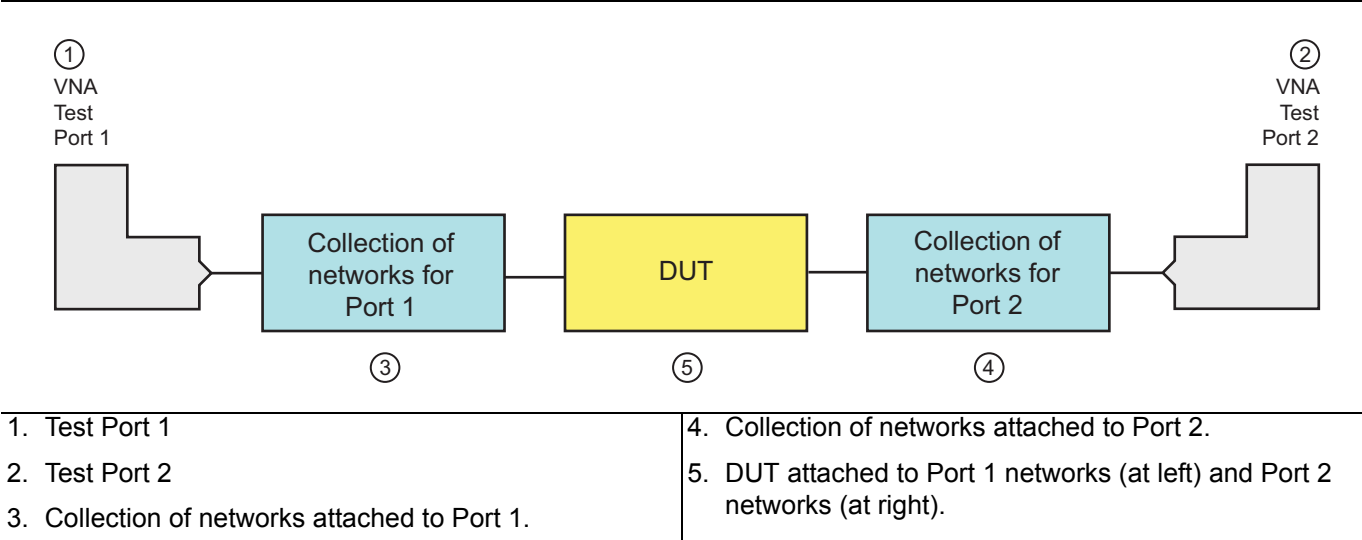 1
VNA
Test
Port 1
2
VNA
Test
Port 2
Collection of
networks for
Port 1
DUT
Collection of
networks for
Port 2
3
5
4
1. Test Port 1
2. Test Port 2
3. Collection of networks attached to Port 1.
4. Collection of networks attached to Port 2.
5. DUT attached to Port 1 networks (at left) and Port 2
networks (at right).